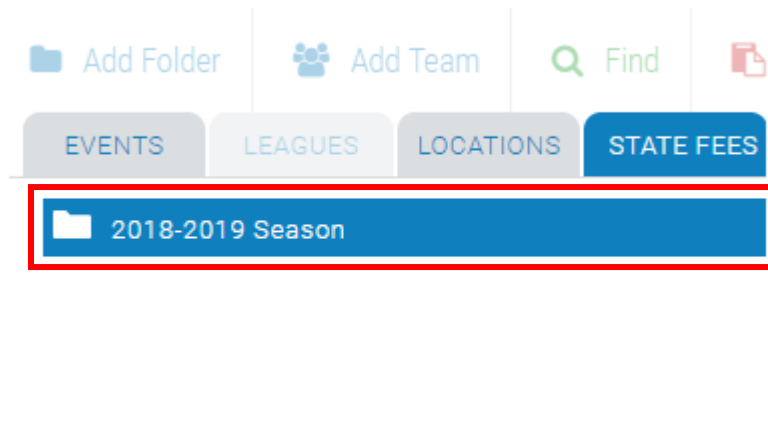 Add Folder Add Team Find
EVENTS LEAGUES LOCATIONS STATE FEES
2018-2019 Season